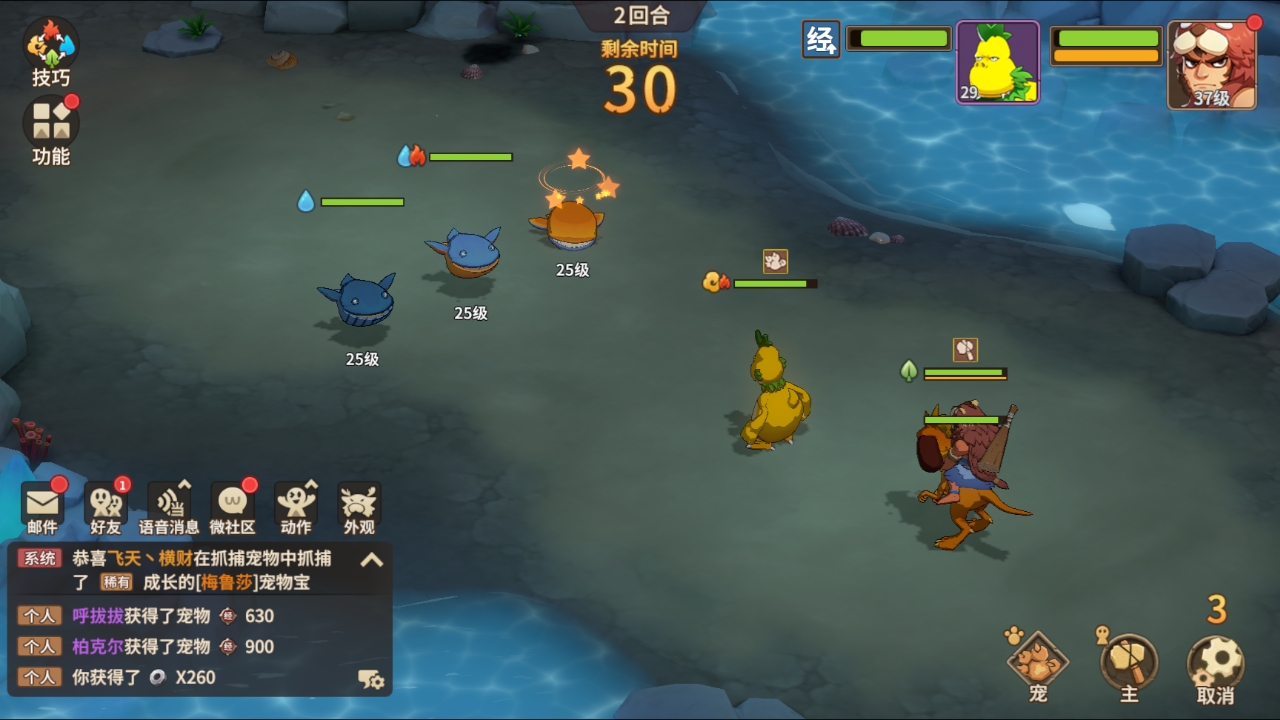 2回合
剩余时间
30
经
29
37级
技巧
功能
25级
25级
25级
1
邮件
好友
语音消息
微社区
动作
外观
系统 恭喜飞天丶横财在抓捕宠物中抓捕
了 稀有 成长的[梅鲁莎]宠物宝
个人 呼拔拔获得了宠物 经 630
个人 柏克尔获得了宠物 经 900
个人 你获得了 X260
3
宠
主
取消